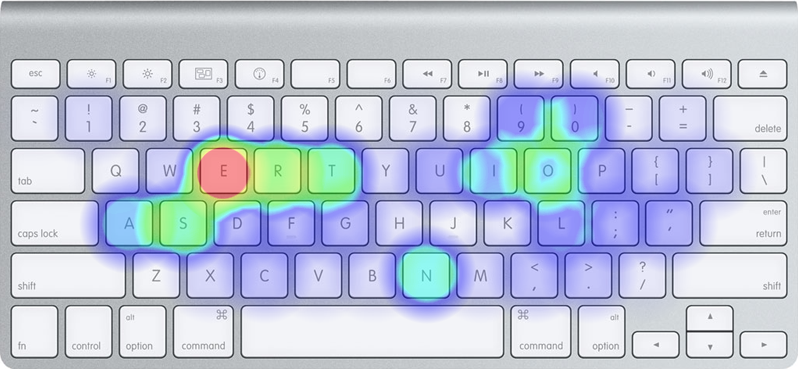 esc F1 F2 F3 F4 F5 F6 F7 F8 F9 F10 F11 F12
~ ! @ # $ % ^ & * ( ) − +
` 1 2 3 4 5 6 7 8 9 0 - = delete
tab Q W E R T Y U I O P { [ } ] | \
caps lock A S D F G H J K L : ; " ' enter return
shift Z X C V B N M < , > . ? / shift
fn control alt option ⌘ command ⌘ command alt option